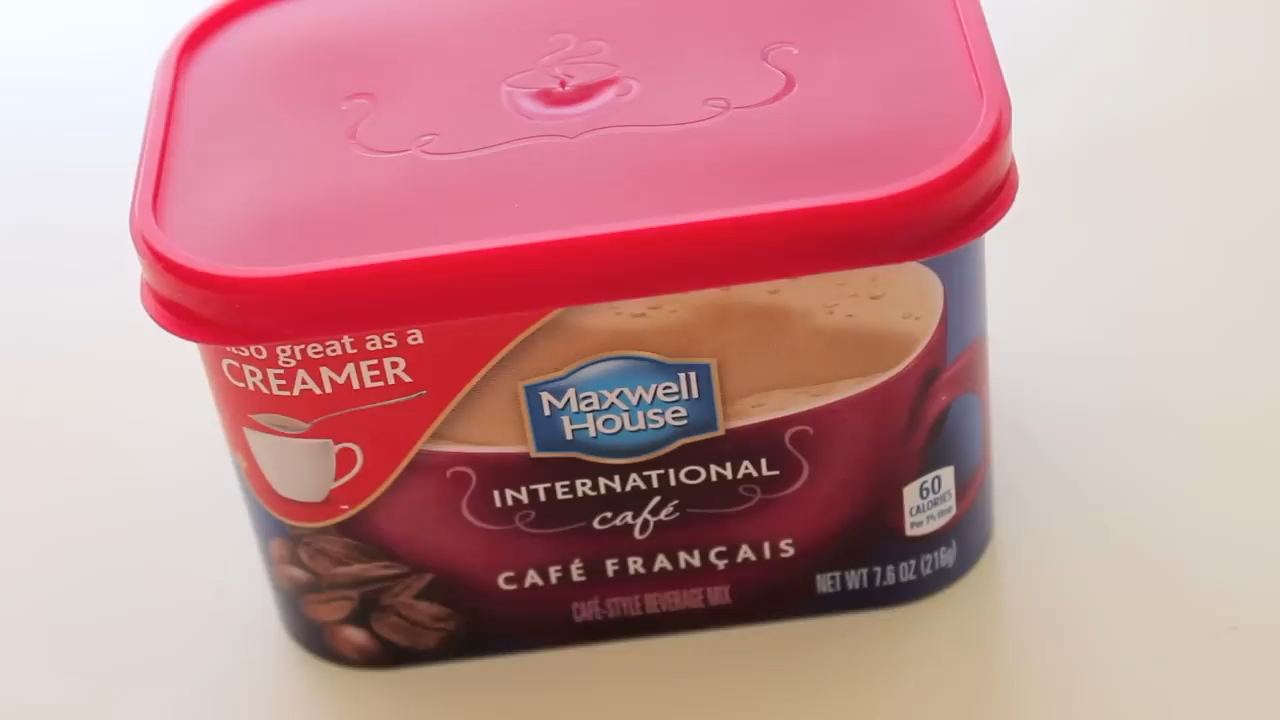 great as a
CREAMER
Maxwell
House
INTERNATIONAL
café
CAFÉ FRANÇAIS
CAFÉ-STYLE BEVERAGE MIX
60
CALORIES
NET WT 7.6 OZ (216g)